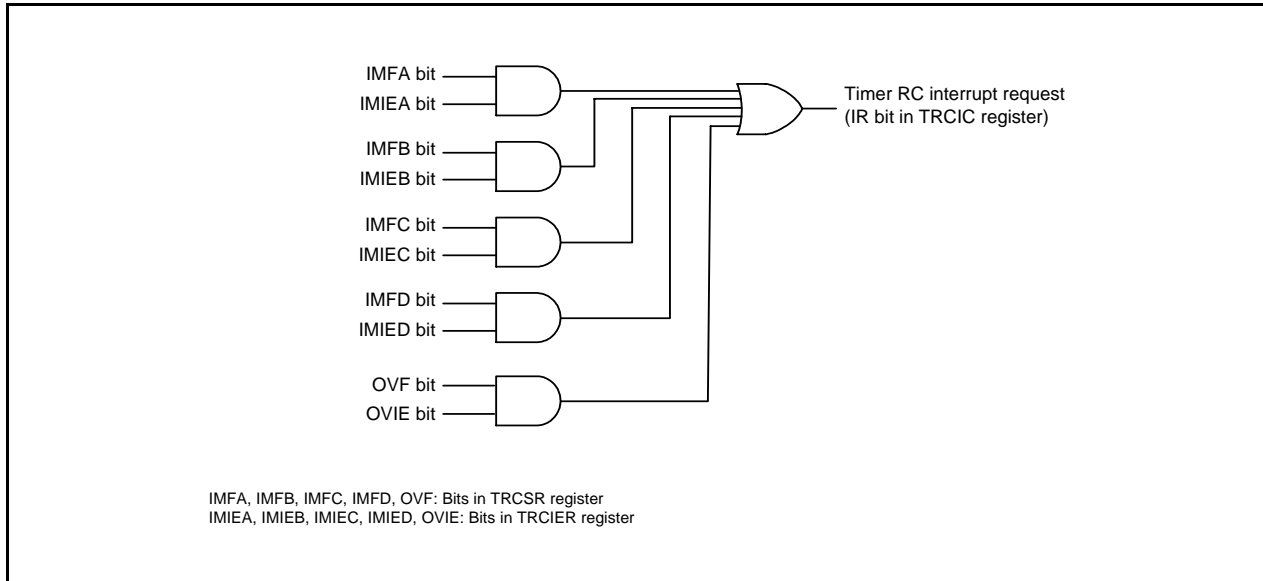 IMFA bit
IMIEA bit
Timer RC interrupt request
(IR bit in TRCIC register)
IMFB bit
IMIEB bit
IMFC bit
IMIEC bit
IMFD bit
IMIED bit
OVF bit
OVIE bit
IMFA, IMFB, IMFC, IMFD, OVF: Bits in TRCSR register
IMIEA, IMIEB, IMIEC, IMIED, OVIE: Bits in TRCIER register